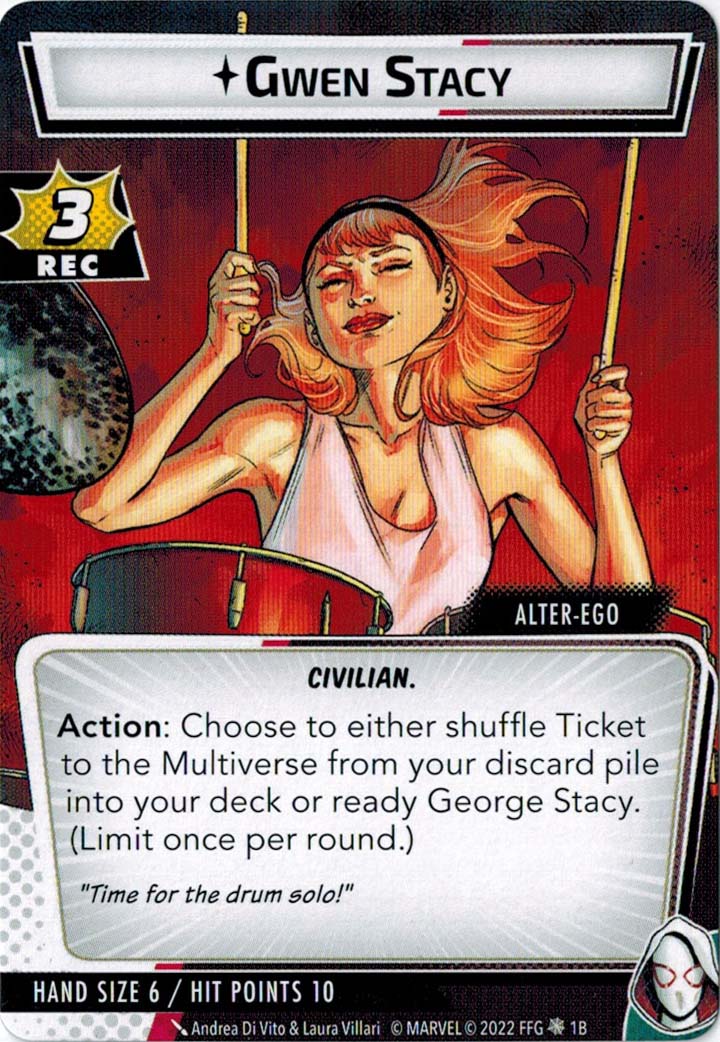 ✦GWEN STACY
3
REC
ALTER-EGO
CIVILIAN.
Action: Choose to either shuffle Ticket
to the Multiverse from your discard pile
into your deck or ready George Stacy.
(Limit once per round.)
"Time for the drum solo!"
HAND SIZE 6 / HIT POINTS 10
Andrea Di Vito & Laura Villari © MARVEL © 2022 FFG 1B